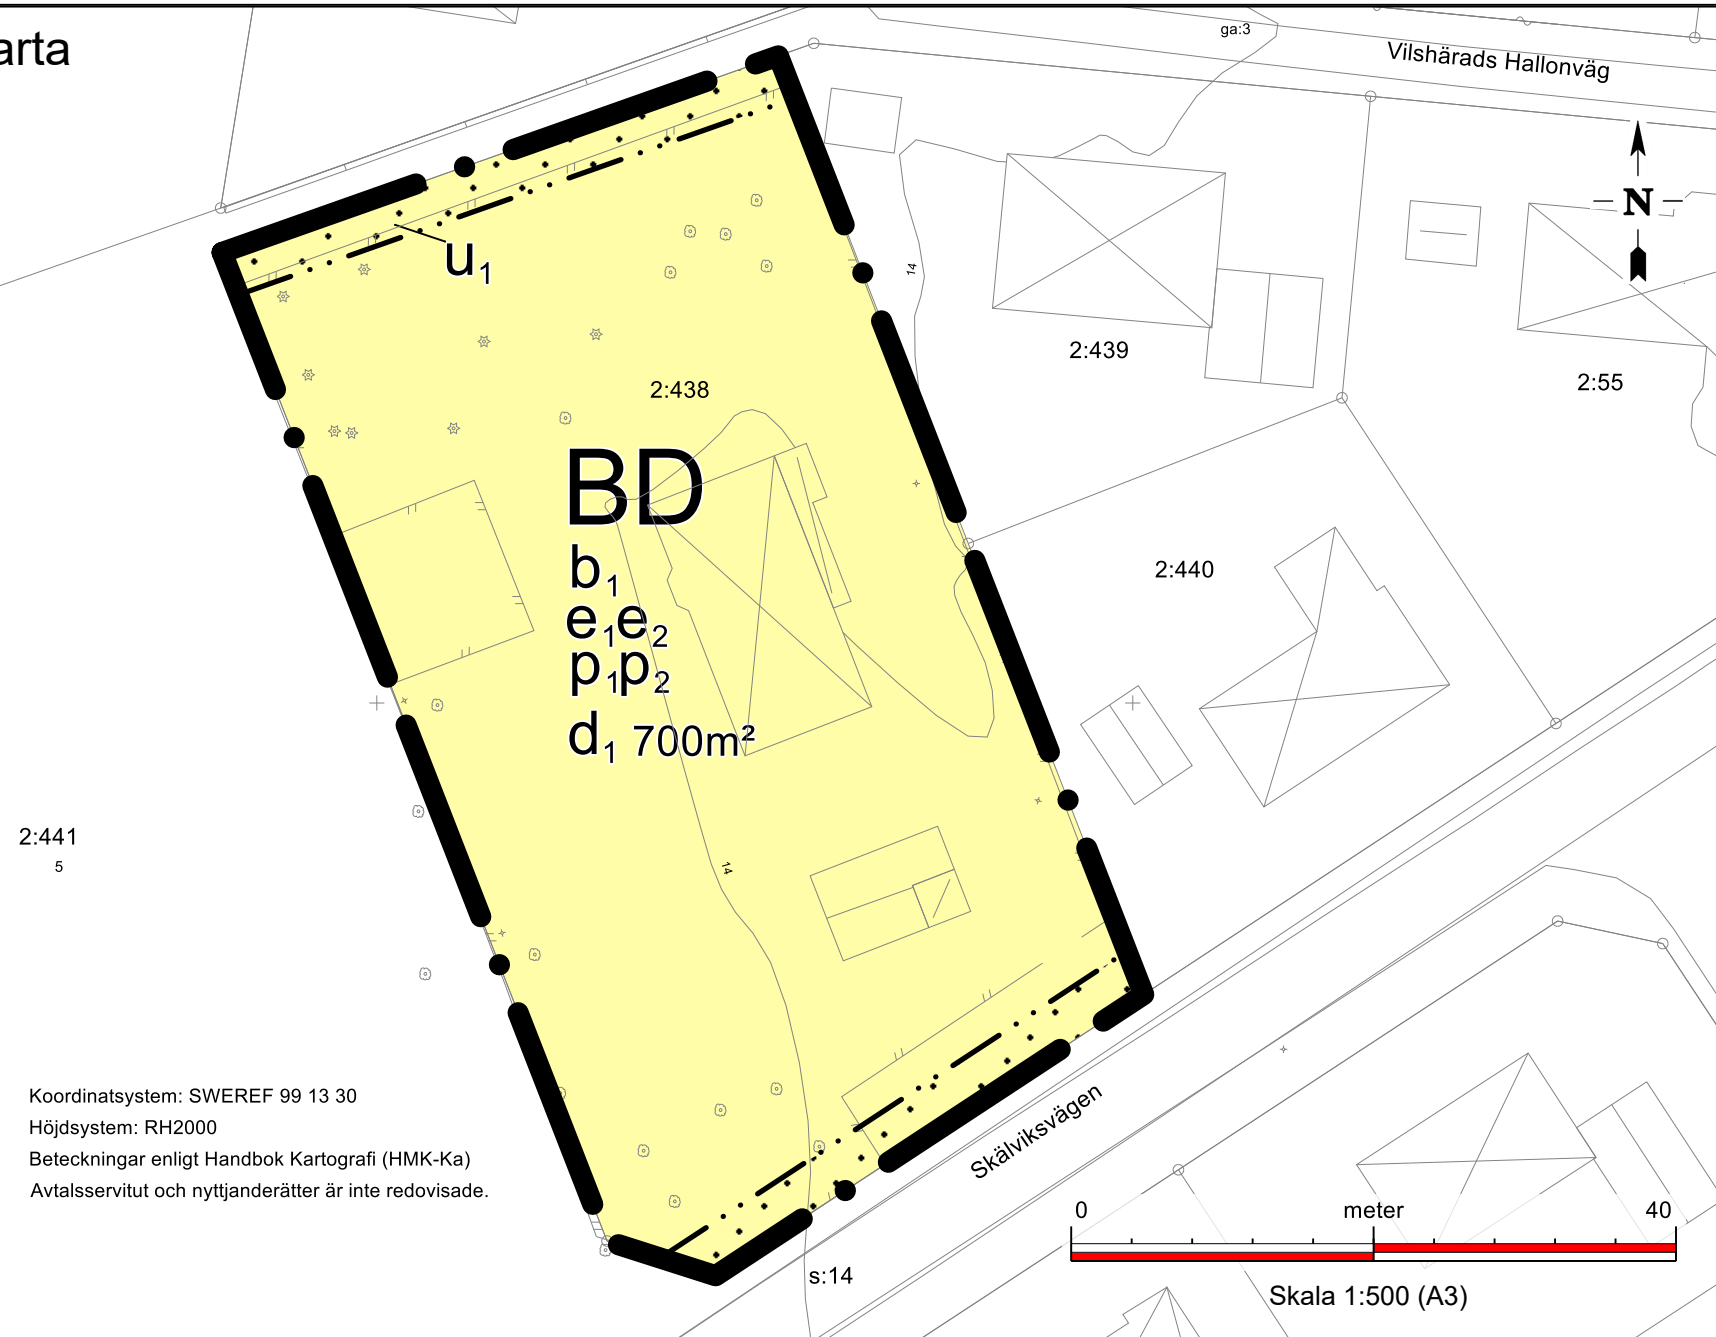 arta
ga:3
Vilshärads Hallonväg
N
u₁
14
2:439
2:55
2:438
BD
b₁
e₁e₂
p₁p₂
d₁ 700m²
2:440
2:441
5
14
Koordinatsystem: SWEREF 99 13 30
Höjdsystem: RH2000
Beteckningar enligt Handbok Kartografi (HMK-Ka)
Avtalsservitut och nyttjanderätter är inte redovisade.
Skälviksvägen
s:14
0 meter 40
Skala 1:500 (A3)